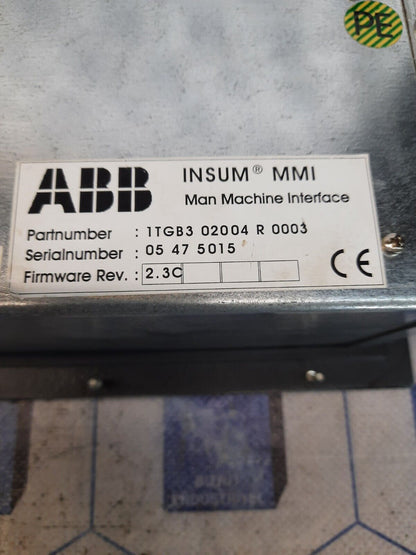 PE
ABB INSUM® MMI
Man Machine Interface
Partnumber : 1TGB3 02004 R 0003
Serialnumber : 05 47 5015
Firmware Rev. : 2.3C
CE